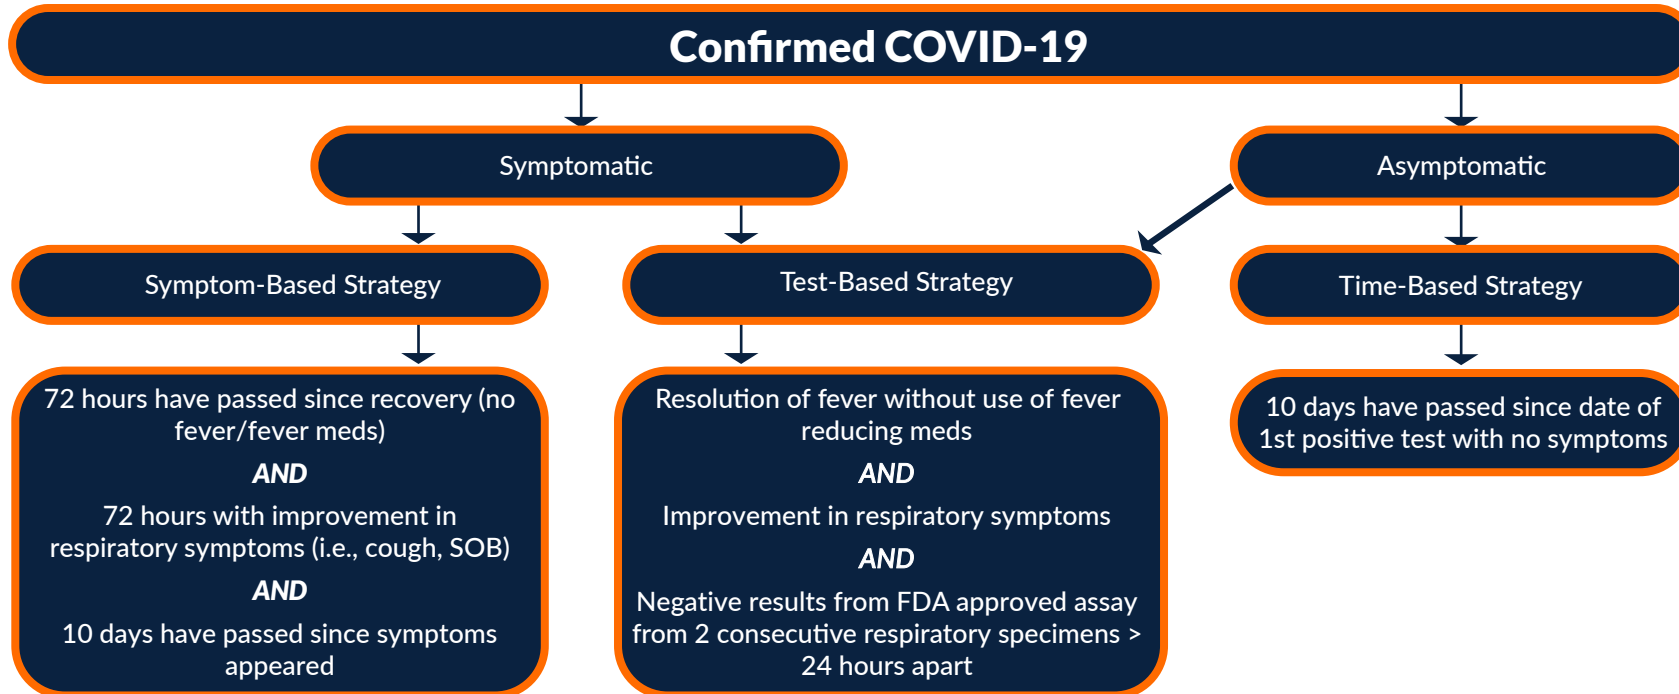 Confirmed COVID-19
Symptomatic
Asymptomatic
Symptom-Based Strategy
Test-Based Strategy
Time-Based Strategy
72 hours have passed since recovery (no
fever/fever meds)
AND
72 hours with improvement in
respiratory symptoms (i.e., cough, SOB)
AND
10 days have passed since symptoms
appeared
Resolution of fever without use of fever
reducing meds
AND
Improvement in respiratory symptoms
AND
Negative results from FDA approved assay
from 2 consecutive respiratory specimens >
24 hours apart
10 days have passed since date of
1st positive test with no symptoms